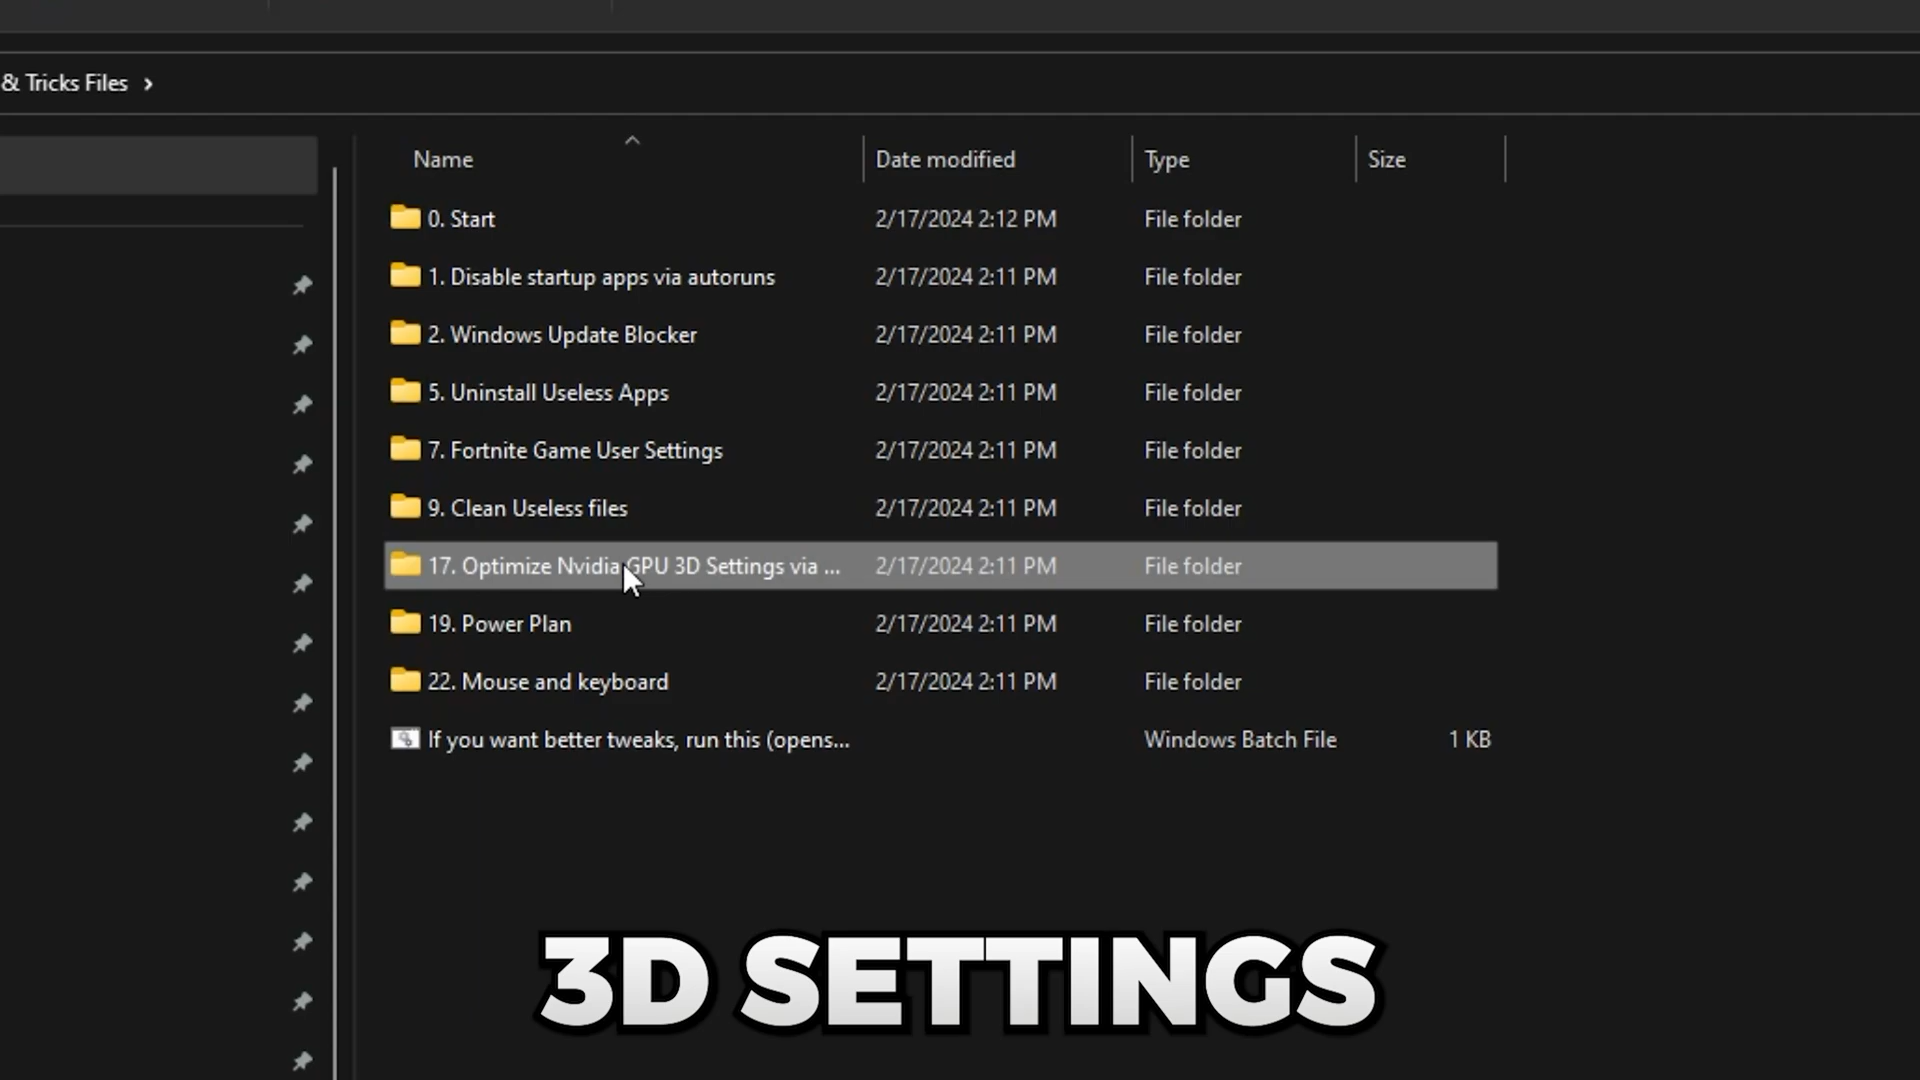 & Tricks Files ›
Name Date modified Type Size
0. Start 2/17/2024 2:12 PM File folder
1. Disable startup apps via autoruns 2/17/2024 2:11 PM File folder
2. Windows Update Blocker 2/17/2024 2:11 PM File folder
5. Uninstall Useless Apps 2/17/2024 2:11 PM File folder
7. Fortnite Game User Settings 2/17/2024 2:11 PM File folder
9. Clean Useless files 2/17/2024 2:11 PM File folder
17. Optimize Nvidia GPU 3D Settings via ... 2/17/2024 2:11 PM File folder
19. Power Plan 2/17/2024 2:11 PM File folder
22. Mouse and keyboard 2/17/2024 2:11 PM File folder
If you want better tweaks, run this (opens... Windows Batch File 1 KB
3D SETTINGS